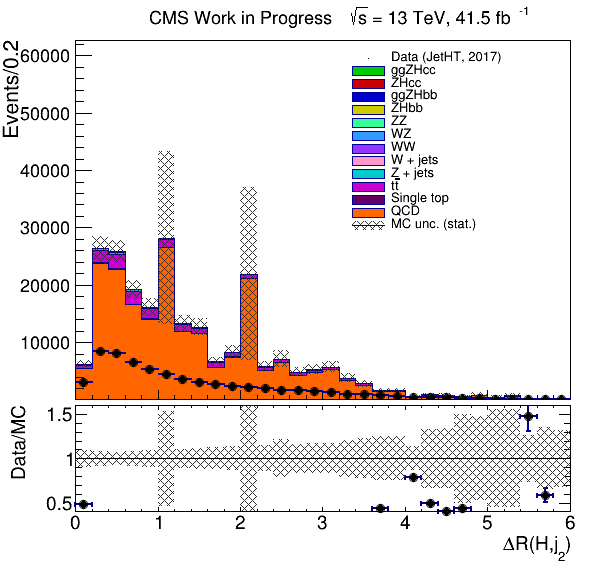 CMS Work in Progress √s = 13 TeV, 41.5 fb⁻¹
Events/0.2
60000
50000
40000
30000
20000
10000
Data (JetHT, 2017)
ggZHcc
ZHcc
ggZHbb
ZHbb
ZZ
WZ
WW
W + jets
Z + jets
tt̄
Single top
QCD
MC unc. (stat.)
Data/MC
1.5
1
0.5
0 1 2 3 4 5 6
ΔR(H,j₂)